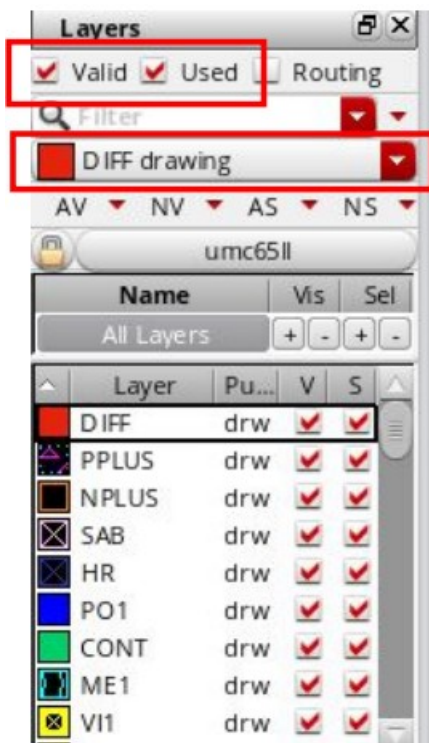 Layers
Valid Used Routing
Filter
DIFF drawing
AV NV AS NS
umc65ll
Name Vis Sel
All Layers + - + -
Layer Pu... V S
DIFF drw
PPLUS drw
NPLUS drw
SAB drw
HR drw
PO1 drw
CONT drw
ME1 drw
VI1 drw